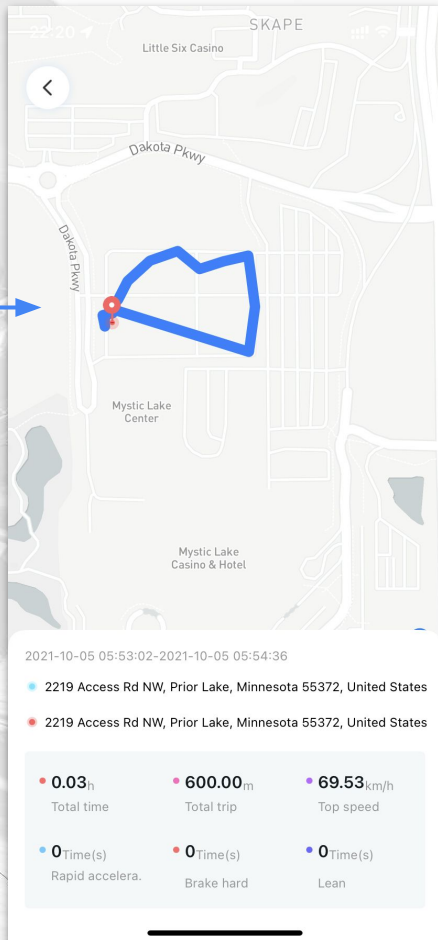 22:20
SKAPE
Little Six Casino
Dakota Pkwy
Dakota Pkwy
Mystic Lake
Center
Mystic Lake
Casino & Hotel
2021-10-05 05:53:02-2021-10-05 05:54:36
2219 Access Rd NW, Prior Lake, Minnesota 55372, United States
2219 Access Rd NW, Prior Lake, Minnesota 55372, United States
0.03h 600.00m 69.53km/h
Total time Total trip Top speed
0Time(s) 0Time(s) 0Time(s)
Rapid accelera. Brake hard Lean